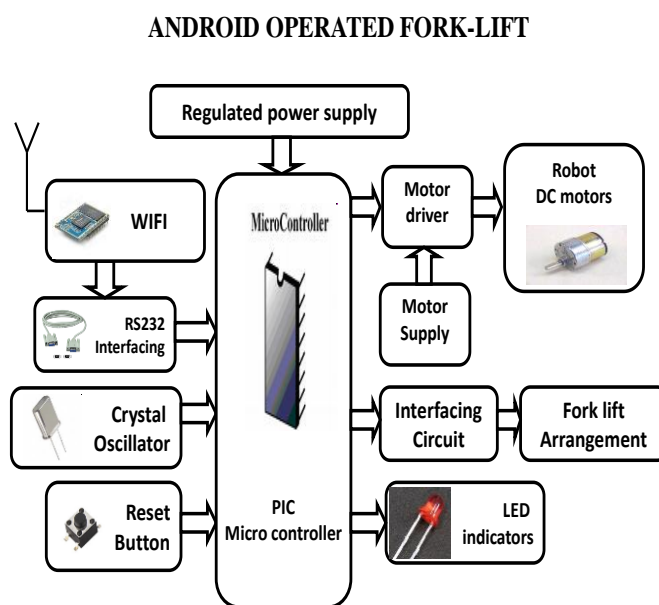 ANDROID OPERATED FORK-LIFT
Regulated power supply
WIFI
RS232
Interfacing
Crystal
Oscillator
Reset
Button
MicroController
PIC
Micro controller
Motor
driver
Robot
DC motors
Motor
Supply
Interfacing
Circuit
Fork lift
Arrangement
LED
indicators